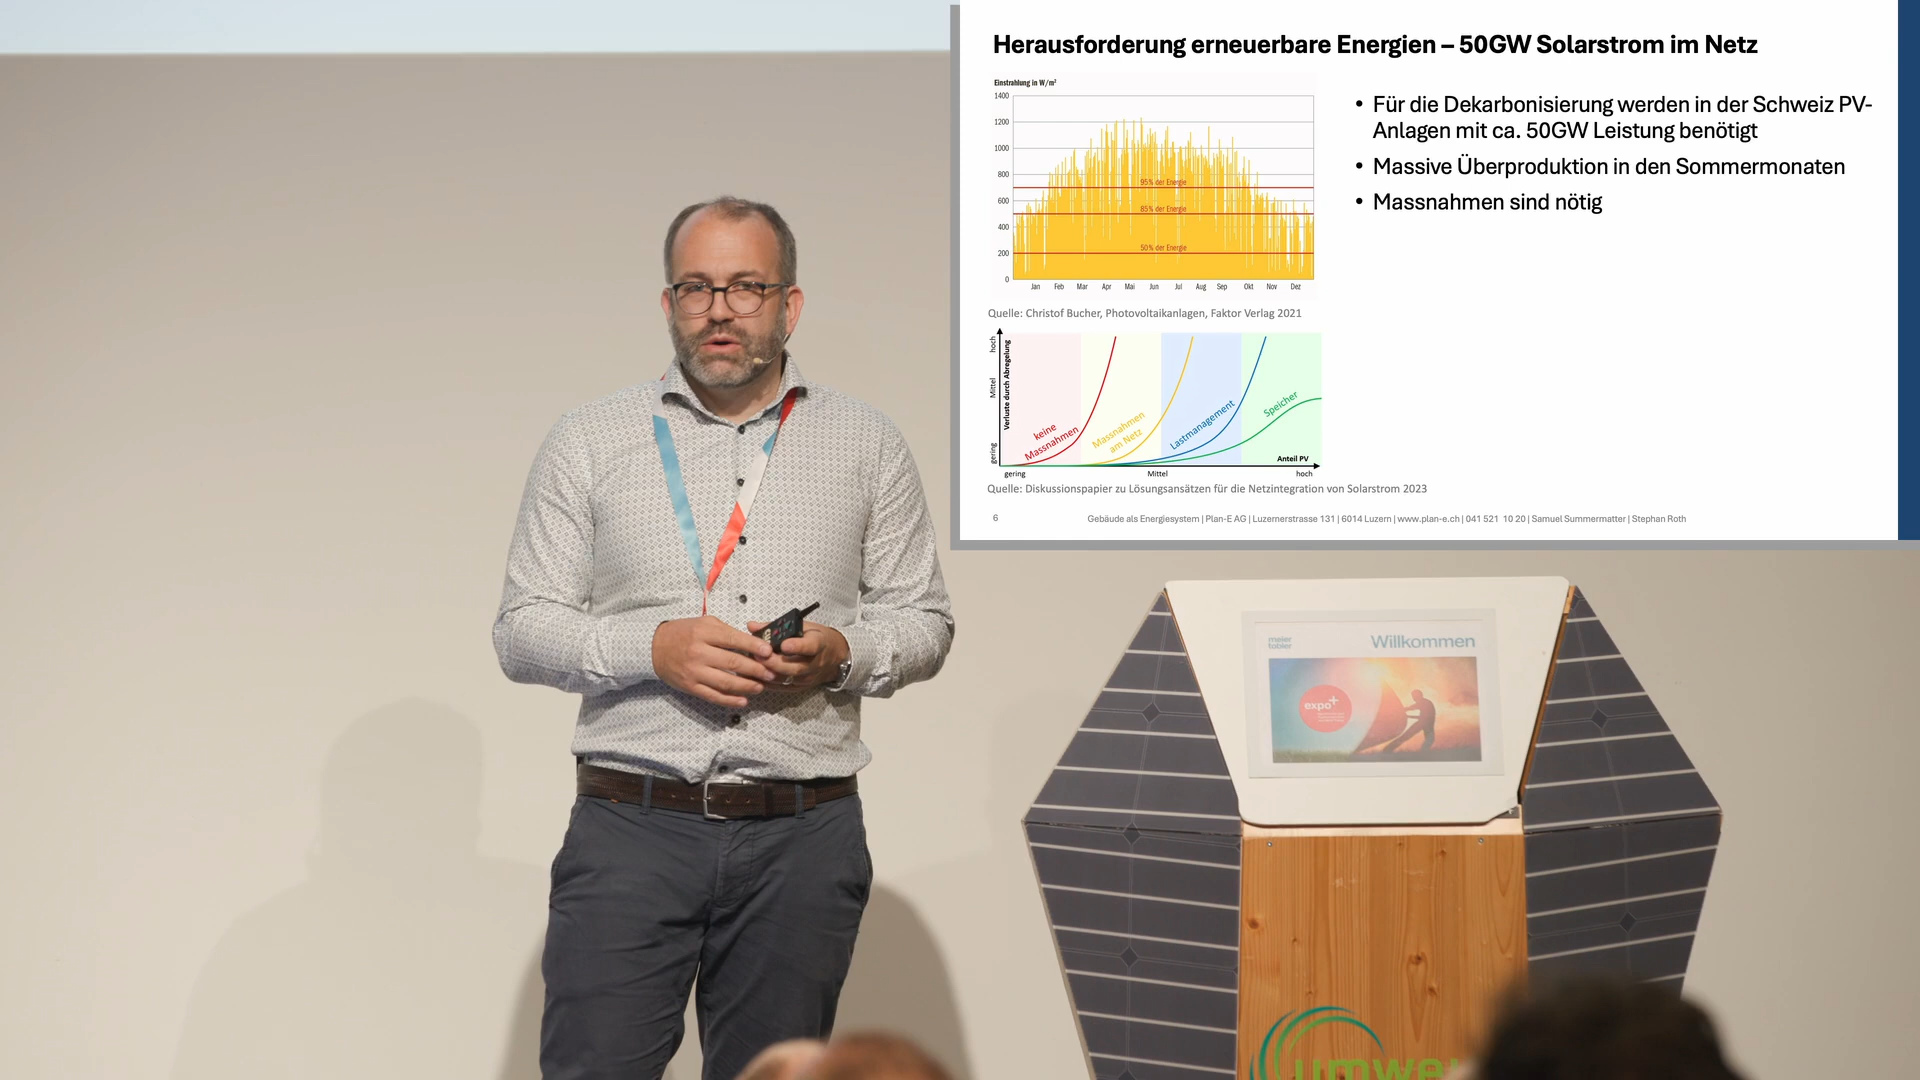 Herausforderung erneuerbare Energien – 50GW Solarstrom im Netz
Einstrahlung in W/m²
1400
1200
1000
800
600
400
200
0
95% der Energie
85% der Energie
50% der Energie
Jan Feb Mar Apr Mai Jun Jul Aug Sep Okt Nov Dez
Quelle: Christof Bucher, Photovoltaikanlagen, Faktor Verlag 2021
• Für die Dekarbonisierung werden in der Schweiz PV-
Anlagen mit ca. 50GW Leistung benötigt
• Massive Überproduktion in den Sommermonaten
• Massnahmen sind nötig
hoch
Mittel
gering
Verluste durch Abregelung
keine
Massnahmen
Massnahmen
am Netz
Lastmanagement
Speicher
Anteil PV
gering Mittel hoch
Quelle: Diskussionspapier zu Lösungsansätzen für die Netzintegration von Solarstrom 2023
6
Gebäude als Energiesystem | Plan-E AG | Luzernerstrasse 131 | 6014 Luzern | www.plan-e.ch | 041 521 10 20 | Samuel Summermatter | Stephan Roth
meier
tobler
Willkommen
expo+
umwe